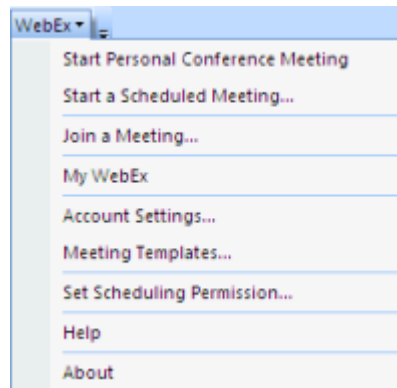 WebEx
Start Personal Conference Meeting
Start a Scheduled Meeting...
Join a Meeting...
My WebEx
Account Settings...
Meeting Templates...
Set Scheduling Permission...
Help
About